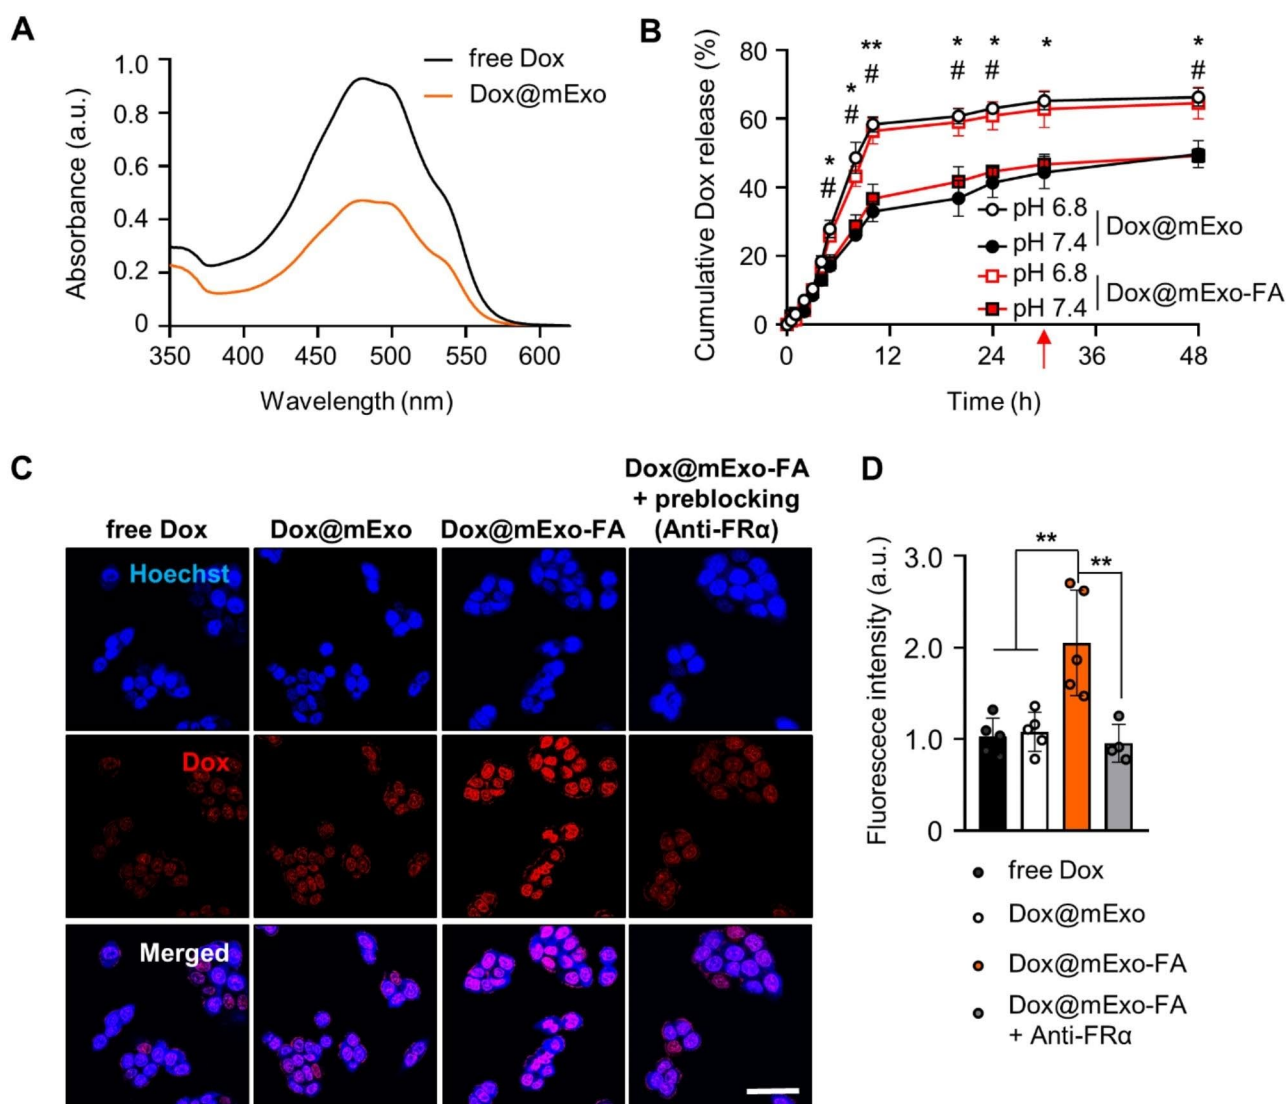 A
1.0
0.8
0.6
0.4
0.2
0
Absorbance (a.u.)
350 400 450 500 550 600
Wavelength (nm)
free Dox
Dox@mExo
B
80
60
40
20
0
Cumulative Dox release (%)
0 12 24 36 48
Time (h)
* ** * * * *
# * # # # #
* #
#
pH 6.8
pH 7.4
Dox@mExo
pH 6.8
pH 7.4
Dox@mExo-FA
C
free Dox
Dox@mExo
Dox@mExo-FA
Dox@mExo-FA
+ preblocking
(Anti-FRα)
Hoechst
Dox
Merged
D
3.0
2.0
1.0
0
Fluorescece intensity (a.u.)
**
**
free Dox
Dox@mExo
Dox@mExo-FA
Dox@mExo-FA
+ Anti-FRα